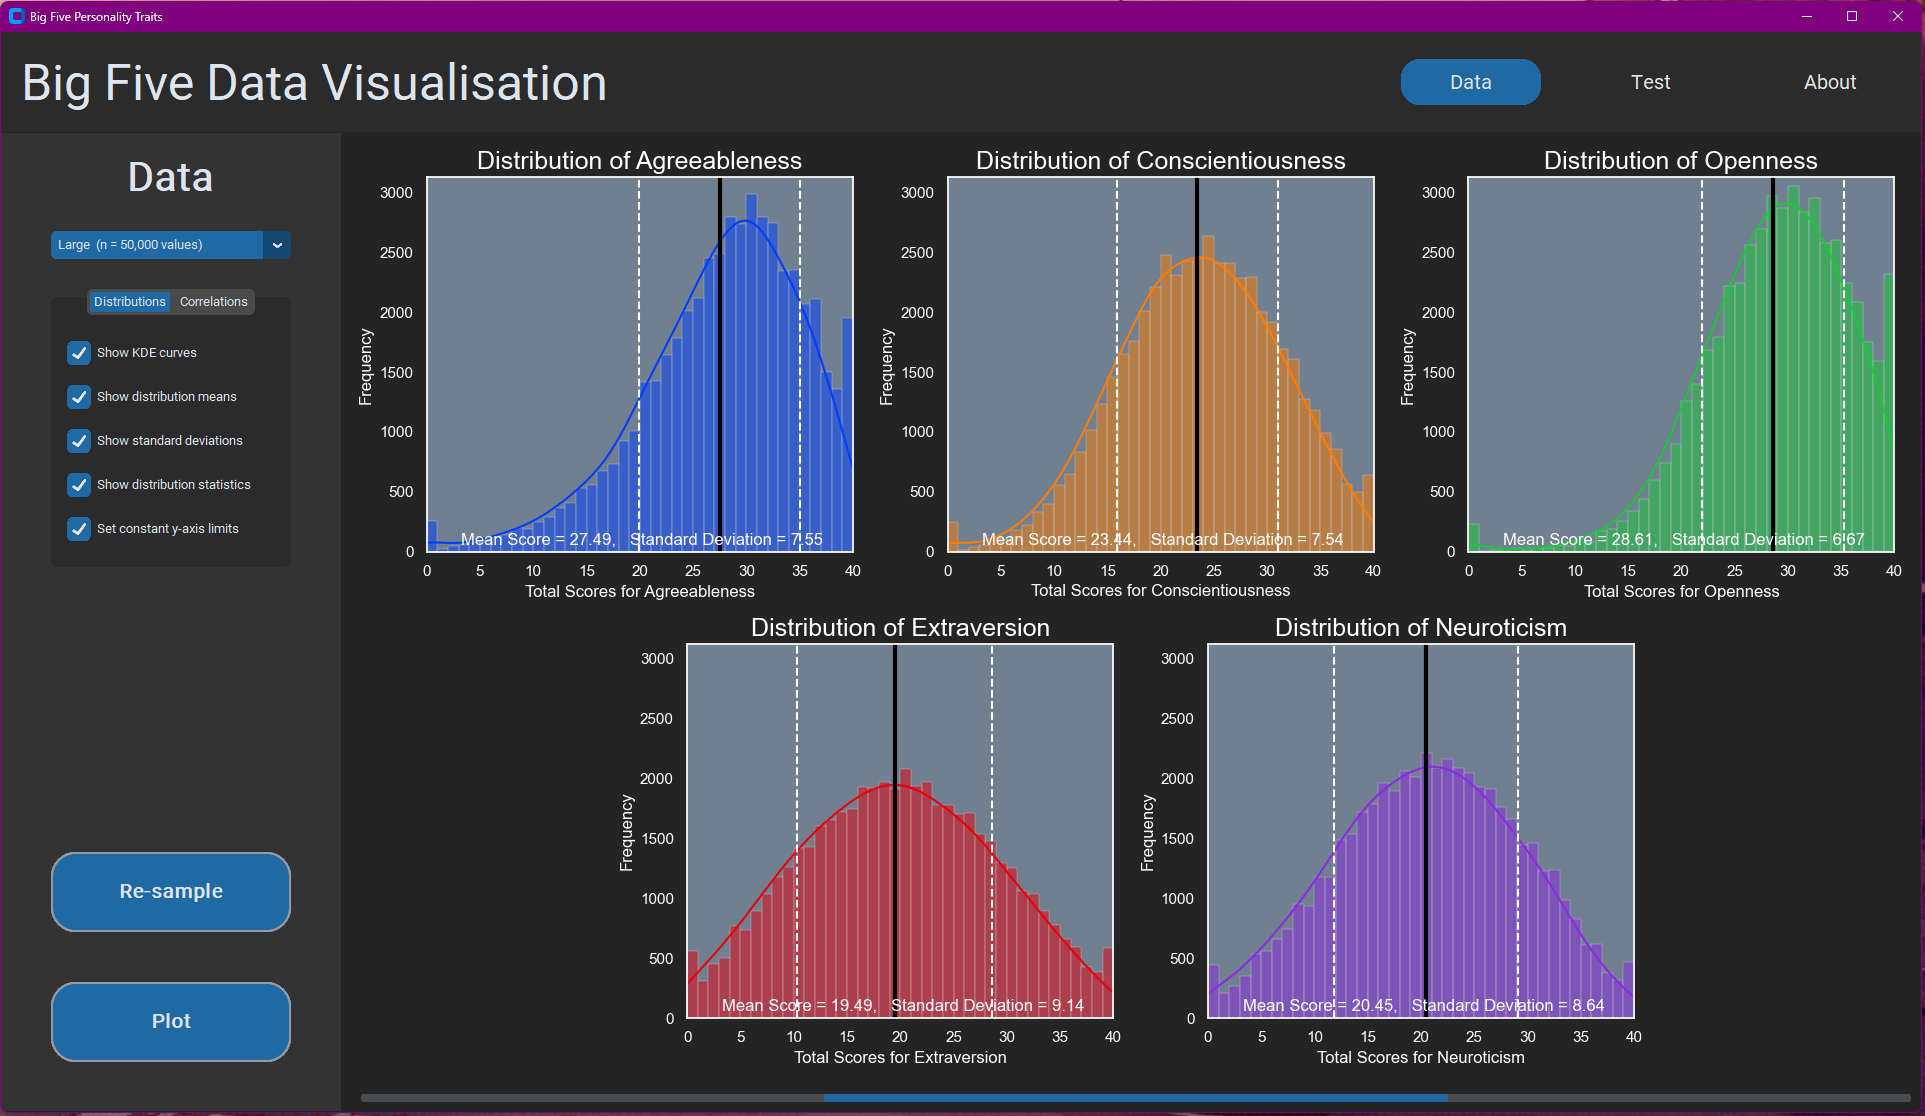 Big Five Personality Traits
Big Five Data Visualisation
Data
Test
About
Data
Large (n = 50,000 values)
Distributions
Correlations
Show KDE curves
Show distribution means
Show standard deviations
Show distribution statistics
Set constant y-axis limits
Re-sample
Plot
Distribution of Agreeableness
Frequency
3000
2500
2000
1500
1000
500
0
Mean Score = 27.49, Standard Deviation = 7.55
0 5 10 15 20 25 30 35 40
Total Scores for Agreeableness
Distribution of Conscientiousness
Frequency
3000
2500
2000
1500
1000
500
0
Mean Score = 23.44, Standard Deviation = 7.54
0 5 10 15 20 25 30 35 40
Total Scores for Conscientiousness
Distribution of Openness
Frequency
3000
2500
2000
1500
1000
500
0
Mean Score = 28.61, Standard Deviation = 6.67
0 5 10 15 20 25 30 35 40
Total Scores for Openness
Distribution of Extraversion
Frequency
3000
2500
2000
1500
1000
500
0
Mean Score = 19.49, Standard Deviation = 9.14
0 5 10 15 20 25 30 35 40
Total Scores for Extraversion
Distribution of Neuroticism
Frequency
3000
2500
2000
1500
1000
500
0
Mean Score = 20.45, Standard Deviation = 8.64
0 5 10 15 20 25 30 35 40
Total Scores for Neuroticism